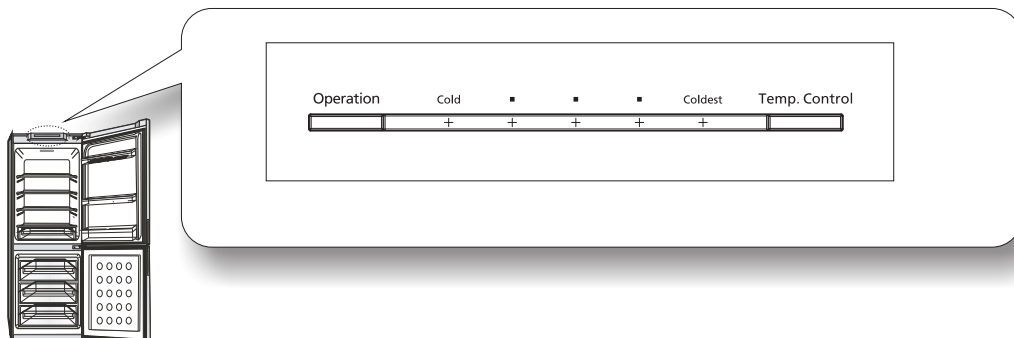 Operation Cold ▪ ▪ ▪ Coldest Temp. Control